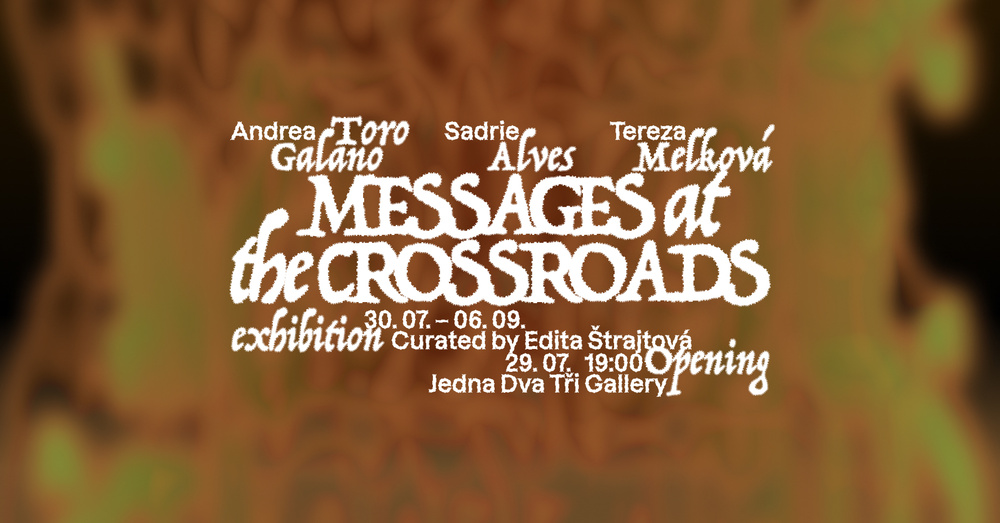 Andrea Toro Galano
Sadrie Alves
Tereza Melková
MESSAGES at
the CROSSROADS
exhibition 30. 07. – 06. 09.
Curated by Edita Štrajtová
29. 07. 19:00 Opening
Jedna Dva Tři Gallery